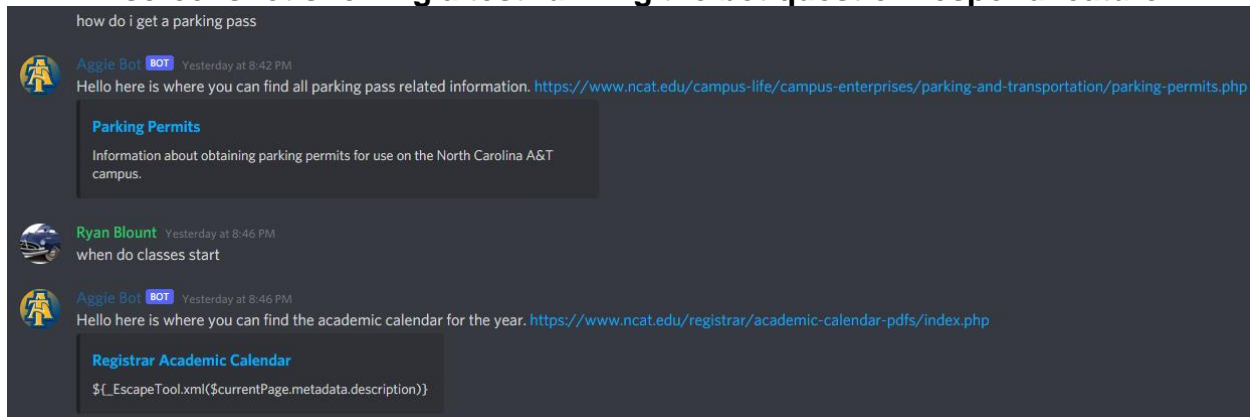 how do i get a parking pass
Aggie Bot BOT Yesterday at 8:42 PM
Hello here is where you can find all parking pass related information. https://www.ncat.edu/campus-life/campus-enterprises/parking-and-transportation/parking-permits.php
Parking Permits
Information about obtaining parking permits for use on the North Carolina A&T
campus.
Ryan Blount Yesterday at 8:46 PM
when do classes start
Aggie Bot BOT Yesterday at 8:46 PM
Hello here is where you can find the academic calendar for the year. https://www.ncat.edu/registrar/academic-calendar-pdfs/index.php
Registrar Academic Calendar
${_EscapeTool.xml($currentPage.metadata.description)}